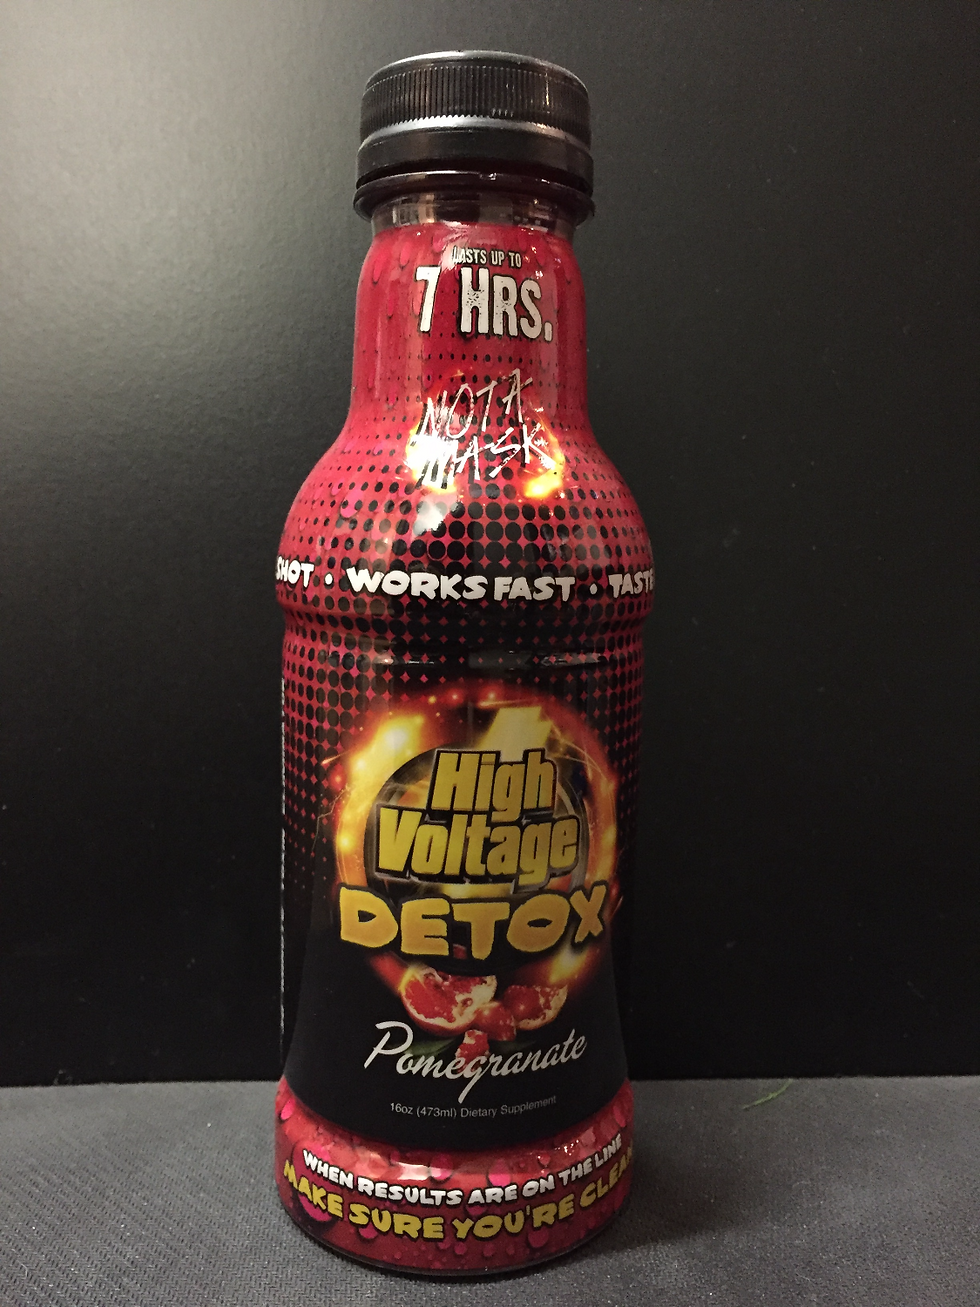 LASTS UP TO
7 HRS.
NOT A
MASK
SHOT • WORKS FAST • TASTE
High
Voltage
DETOX
Pomegranate
16oz (473ml) Dietary Supplement
WHEN RESULTS ARE ON THE LINE
MAKE SURE YOU'RE CLEAN